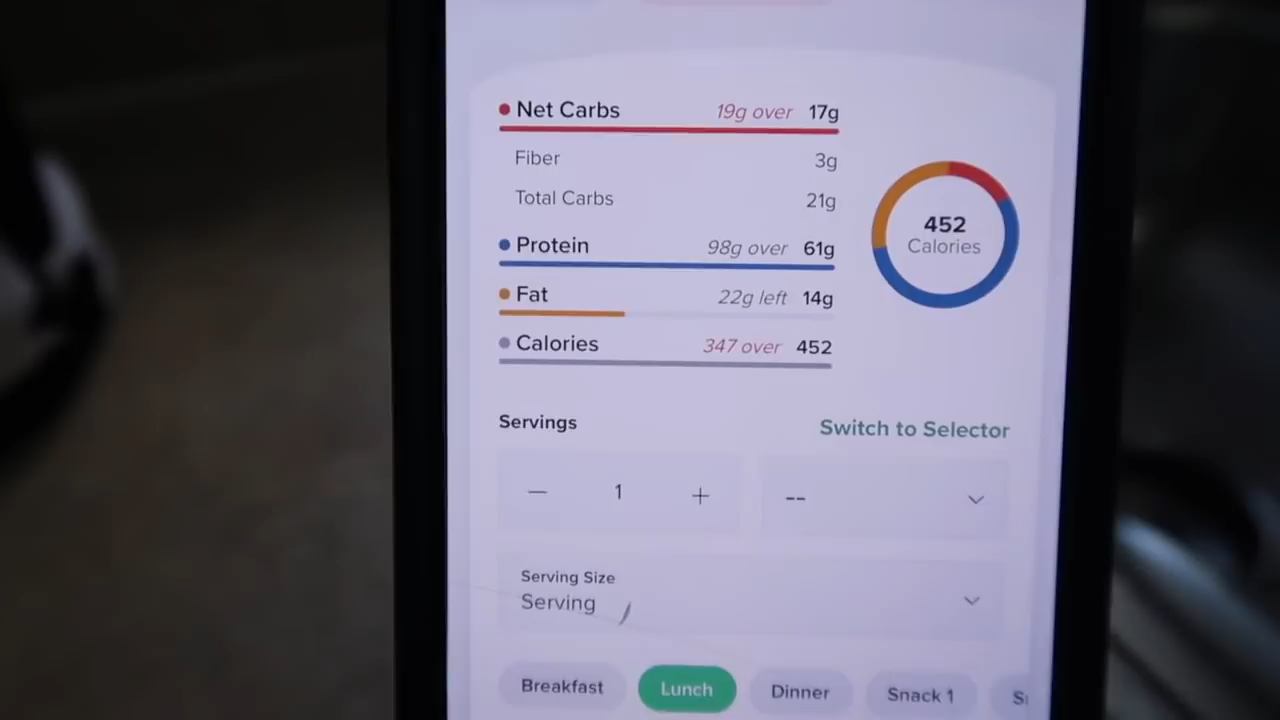 Net Carbs 19g over 17g
Fiber 3g
Total Carbs 21g
Protein 98g over 61g
Fat 22g left 14g
Calories 347 over 452
452
Calories
Servings Switch to Selector
— 1 + --
Serving Size
Serving
Breakfast Lunch Dinner Snack 1